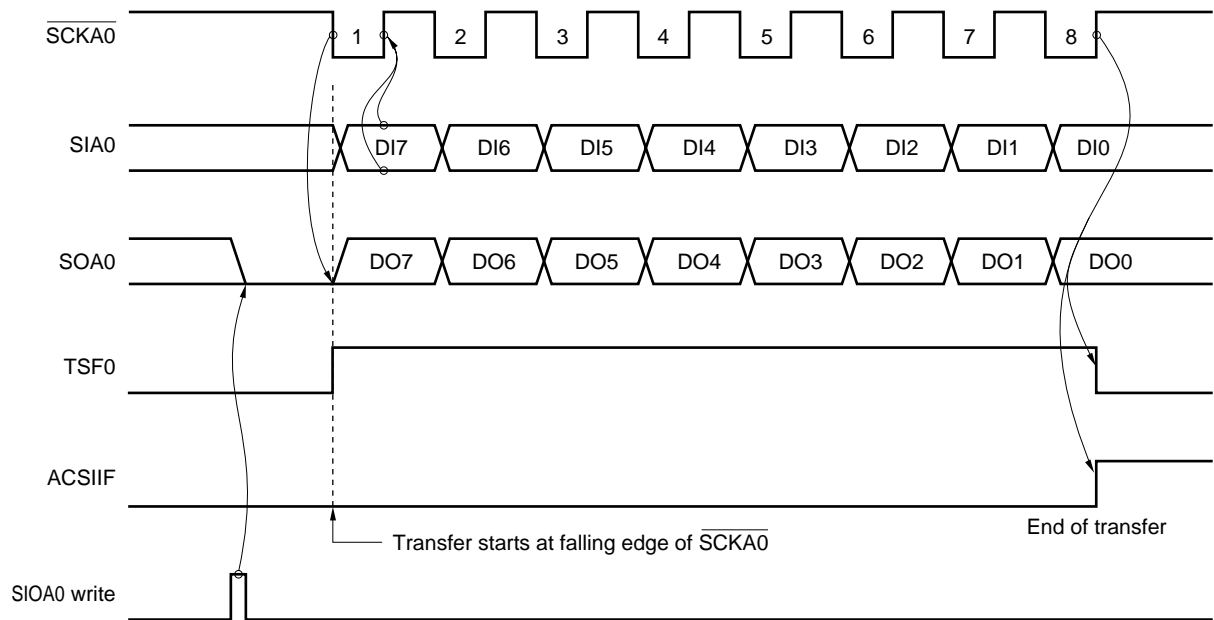 SCKA0
1 2 3 4 5 6 7 8
SIA0
DI7 DI6 DI5 DI4 DI3 DI2 DI1 DI0
SOA0
DO7 DO6 DO5 DO4 DO3 DO2 DO1 DO0
TSF0
ACSIIF
Transfer starts at falling edge of SCKA0
End of transfer
SIOA0 write